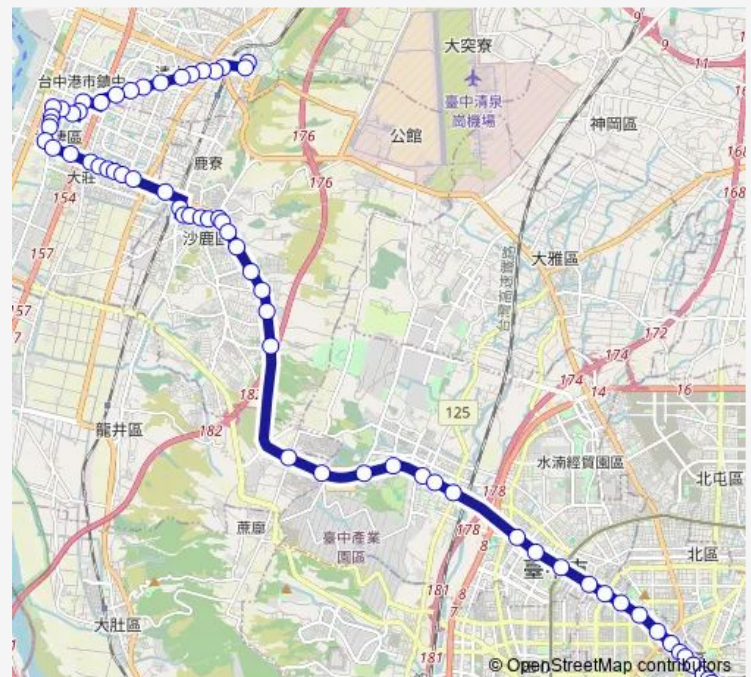 9
9
11
大突寮
臺中清泉
崗機場
神岡區
168
168
台中港市鎮中
176
公館
鹿寮
176
大莊
154
沙鹿區
157
157
大雅區
172
174
174
14
16
125
182
龍井區
水湳經貿園區
北屯區
178
178
8
蔗廍
臺中產業
園區
北區
181
8
7
大肚區
181
© OpenStreetMap contributors